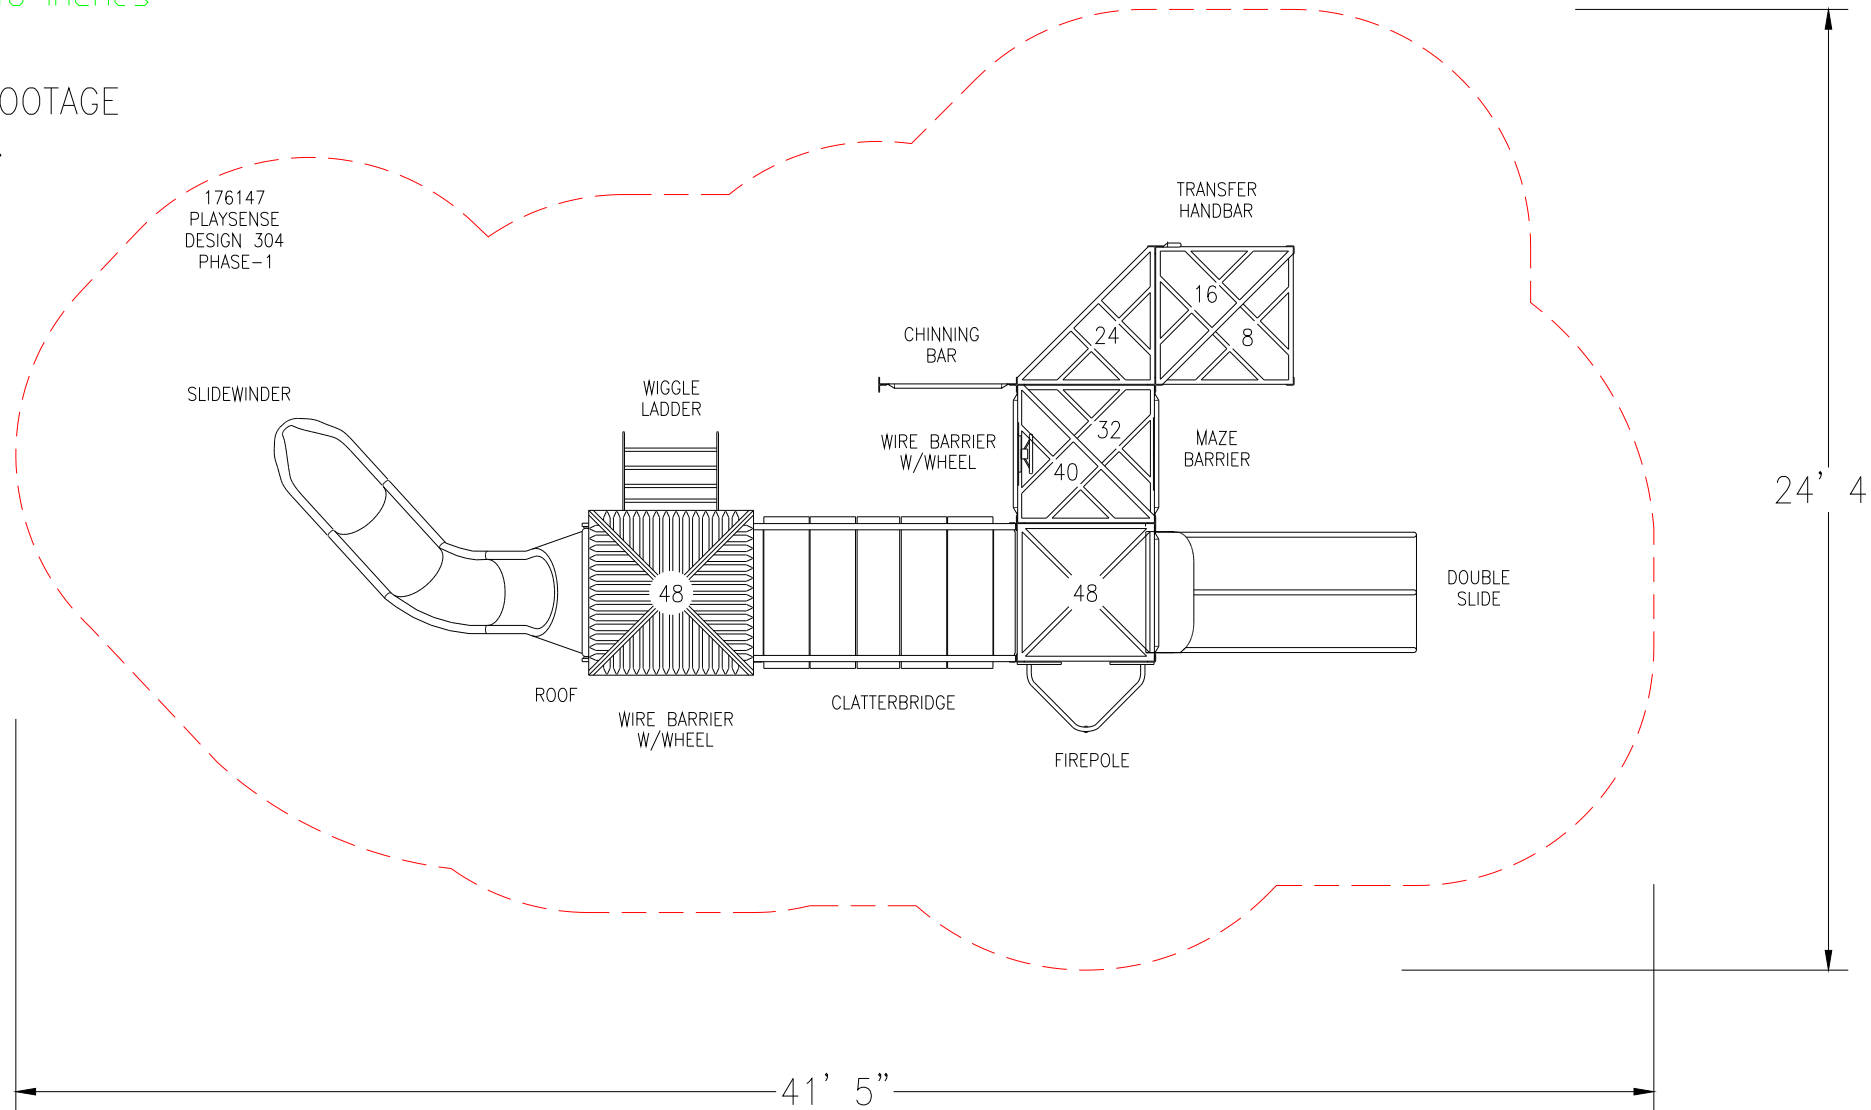 inches
176147
PLAYSENSE
DESIGN 304
PHASE-1
TRANSFER
HANDBAR
16
8
24
CHINNING
BAR
SLIDEWINDER
WIGGLE
LADDER
WIRE BARRIER
W/WHEEL
32
40
MAZE
BARRIER
24' 4
48
48
DOUBLE
SLIDE
ROOF
CLATTERBRIDGE
WIRE BARRIER
W/WHEEL
FIREPOLE
41' 5"